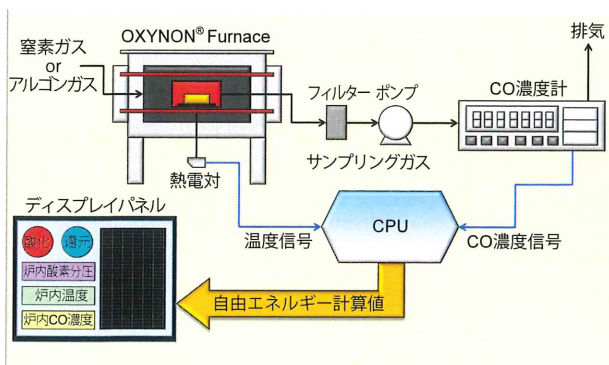 OXYNON® Furnace
窒素ガス
or
アルゴンガス
排気
フィルター ポンプ
CO濃度計
サンプリングガス
熱電対
ディスプレイパネル
酸化 還元
炉内酸素分圧
炉内温度
炉内CO濃度
温度信号
CPU
CO濃度信号
自由エネルギー計算値